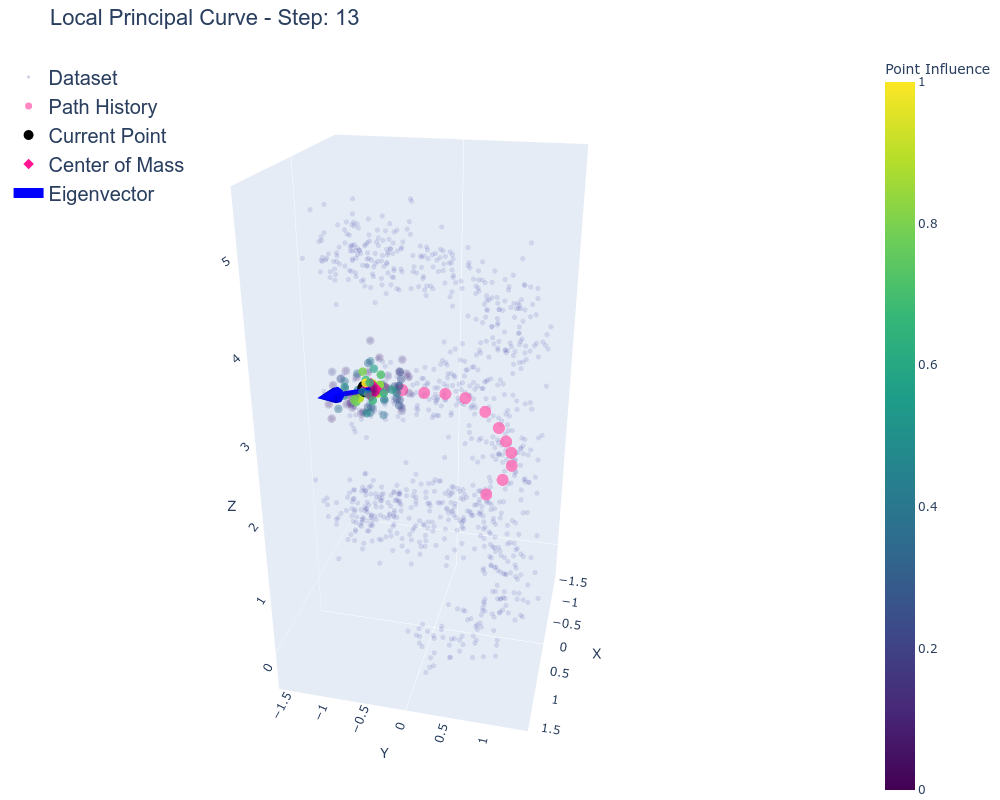 Local Principal Curve - Step: 13
Dataset
Path History
Current Point
Center of Mass
Eigenvector
Point Influence
1
0.8
0.6
0.4
0.2
0
5
4
3
2
1
0
Z
−1.5
−1
−0.5
0
0.5
1
Y
−1.5
−1
−0.5
0
0.5
1
1.5
X